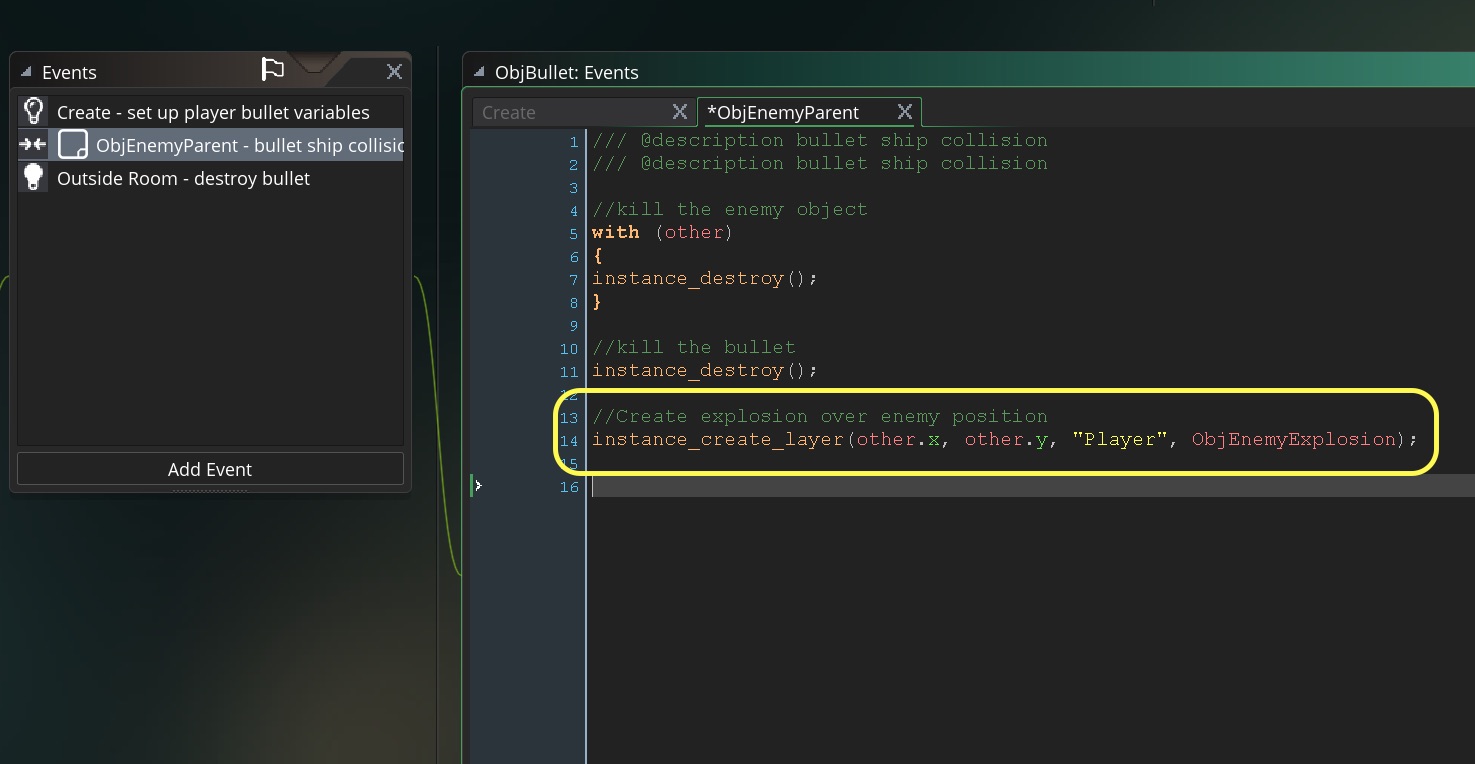 Events
Create - set up player bullet variables
ObjEnemyParent - bullet ship collisic
Outside Room - destroy bullet
Add Event
ObjBullet: Events
Create
*ObjEnemyParent
1 /// @description bullet ship collision
2 /// @description bullet ship collision
3
4 //kill the enemy object
5 with (other)
6 {
7 instance_destroy();
8 }
9
10 //kill the bullet
11 instance_destroy();
12
13 //Create explosion over enemy position
14 instance_create_layer(other.x, other.y, "Player", ObjEnemyExplosion);
15
16